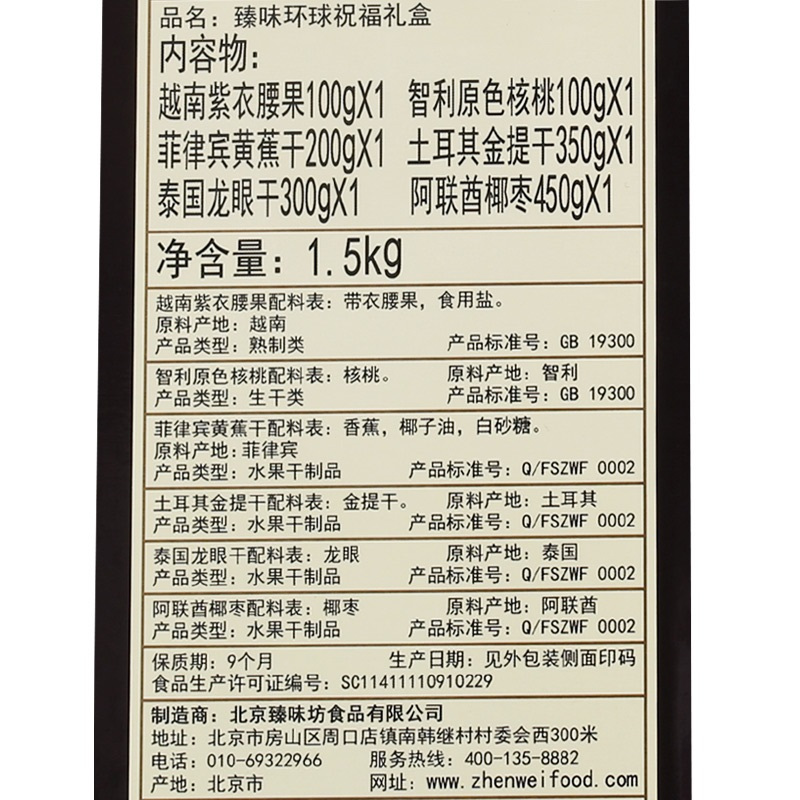 品名：臻味环球祝福礼盒
内容物：
越南紫衣腰果100gX1 智利原色核桃100gX1
菲律宾黄蕉干200gX1 土耳其金提干350gX1
泰国龙眼干300gX1 阿联酋椰枣450gX1
净含量：1.5kg
越南紫衣腰果配料表：带衣腰果，食用盐。
原料产地：越南
产品类型：熟制类 产品标准号：GB 19300
智利原色核桃配料表：核桃。 原料产地：智利
产品类型：生干类 产品标准号：GB 19300
菲律宾黄蕉干配料表：香蕉，椰子油，白砂糖。
原料产地：菲律宾
产品类型：水果干制品 产品标准号：Q/FSZWF 0002
土耳其金提干配料表：金提干。 原料产地：土耳其
产品类型：水果干制品 产品标准号：Q/FSZWF 0002
泰国龙眼干配料表：龙眼 原料产地：泰国
产品类型：水果干制品 产品标准号：Q/FSZWF 0002
阿联酋椰枣配料表：椰枣 原料产地：阿联酋
产品类型：水果干制品 产品标准号：Q/FSZWF 0002
保质期：9个月 生产日期：见外包装侧面印码
食品生产许可证编号：SC11411110910229
制造商：北京臻味坊食品有限公司
地址：北京市房山区周口店镇南韩继村村委会西300米
电话：010-69322966 服务热线：400-135-8882
产地：北京市 网址：www.zhenweifood.com